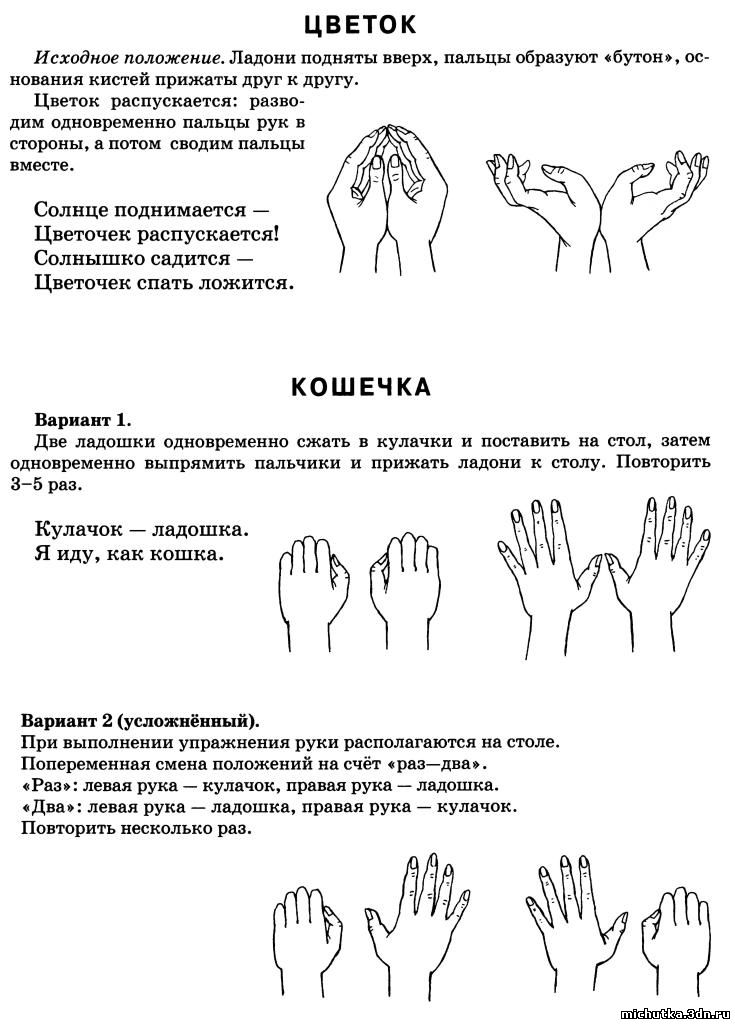 ЦВЕТОК
Исходное положение. Ладони подняты вверх, пальцы образуют «бутон», ос-
нования кистей прижаты друг к другу.
Цветок распускается: разво-
дим одновременно пальцы рук в
стороны, а потом сводим пальцы
вместе.
Солнце поднимается —
Цветочек распускается!
Солнышко садится —
Цветочек спать ложится.
КОШЕЧКА
Вариант 1.
Две ладошки одновременно сжать в кулачки и поставить на стол, затем
одновременно выпрямить пальчики и прижать ладони к столу. Повторить
3–5 раз.
Кулачок — ладошка.
Я иду, как кошка.
Вариант 2 (усложнённый).
При выполнении упражнения руки располагаются на столе.
Попеременная смена положений на счёт «раз—два».
«Раз»: левая рука — кулачок, правая рука — ладошка.
«Два»: левая рука — ладошка, правая рука — кулачок.
Повторить несколько раз.
michutka.3dn.ru